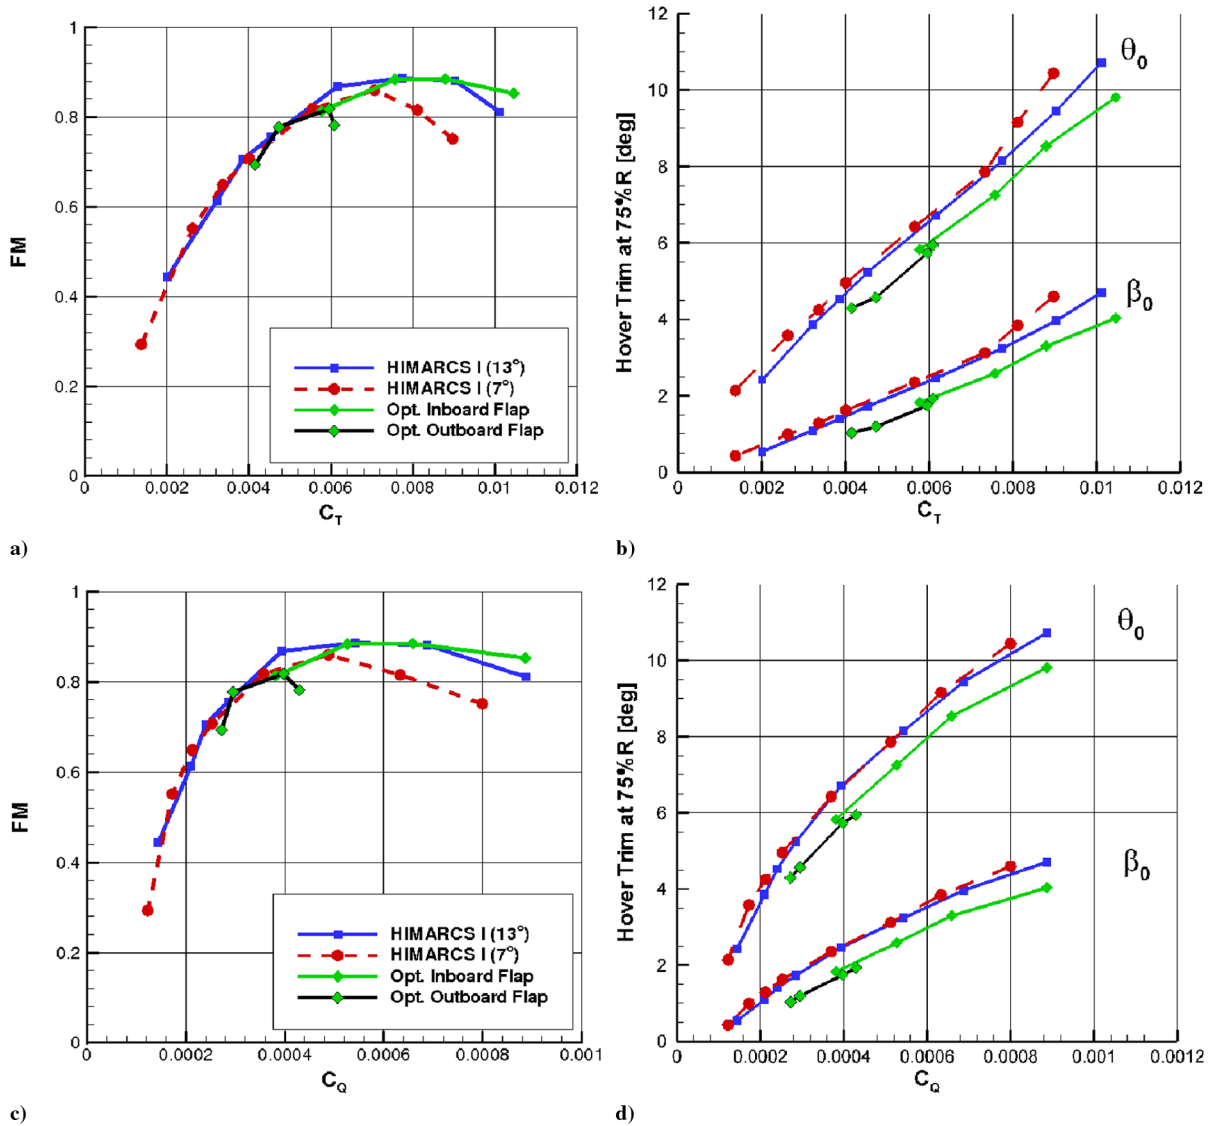 1
0.8
0.6
0.4
0.2
0
FM
0
0.002
0.004
0.006
0.008
0.01
0.012
C_T
HIMARCS I (13°)
HIMARCS I (7°)
Opt. Inboard Flap
Opt. Outboard Flap
a)
12
10
8
6
4
2
0
Hover Trim at 75%R [deg]
θ₀
β₀
0
0.002
0.004
0.006
0.008
0.01
0.012
C_T
b)
1
0.8
0.6
0.4
0.2
0
FM
0
0.0002
0.0004
0.0006
0.0008
0.001
C_Q
HIMARCS I (13°)
HIMARCS I (7°)
Opt. Inboard Flap
Opt. Outboard Flap
c)
12
10
8
6
4
2
0
Hover Trim at 75%R [deg]
θ₀
β₀
0
0.0002
0.0004
0.0006
0.0008
0.001
0.0012
C_Q
d)